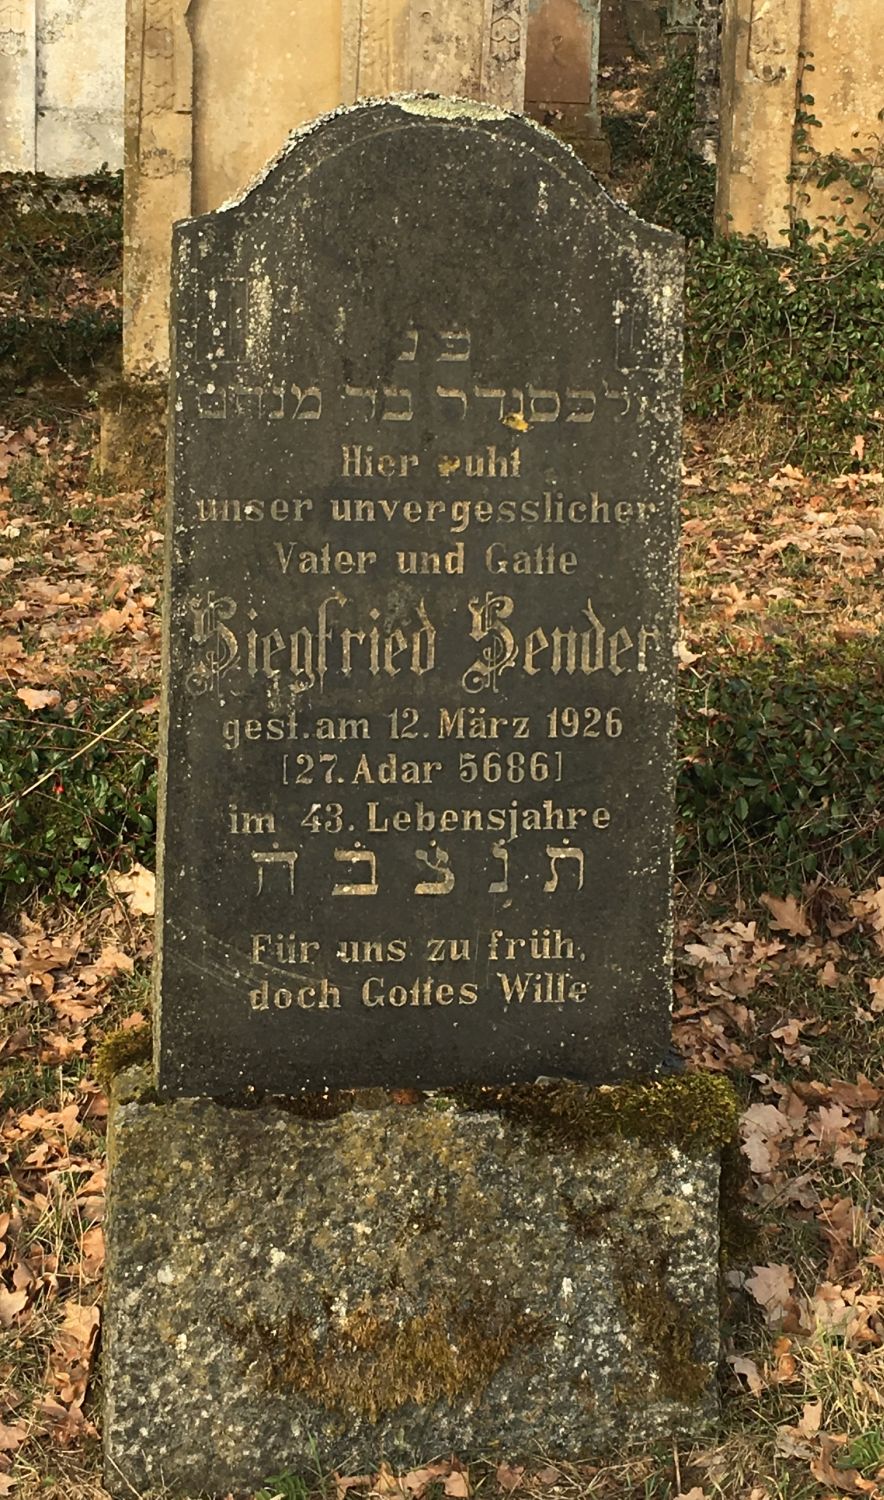 פ נ
אלכסנדר בר מנחם
Hier ruht
unser unvergesslicher
Vater und Gatte
Siegfried Sender
gest. am 12. März 1926
[27. Adar 5686]
im 43. Lebensjahre
ת נ צ ב ה
Für uns zu früh,
doch Gottes Wille